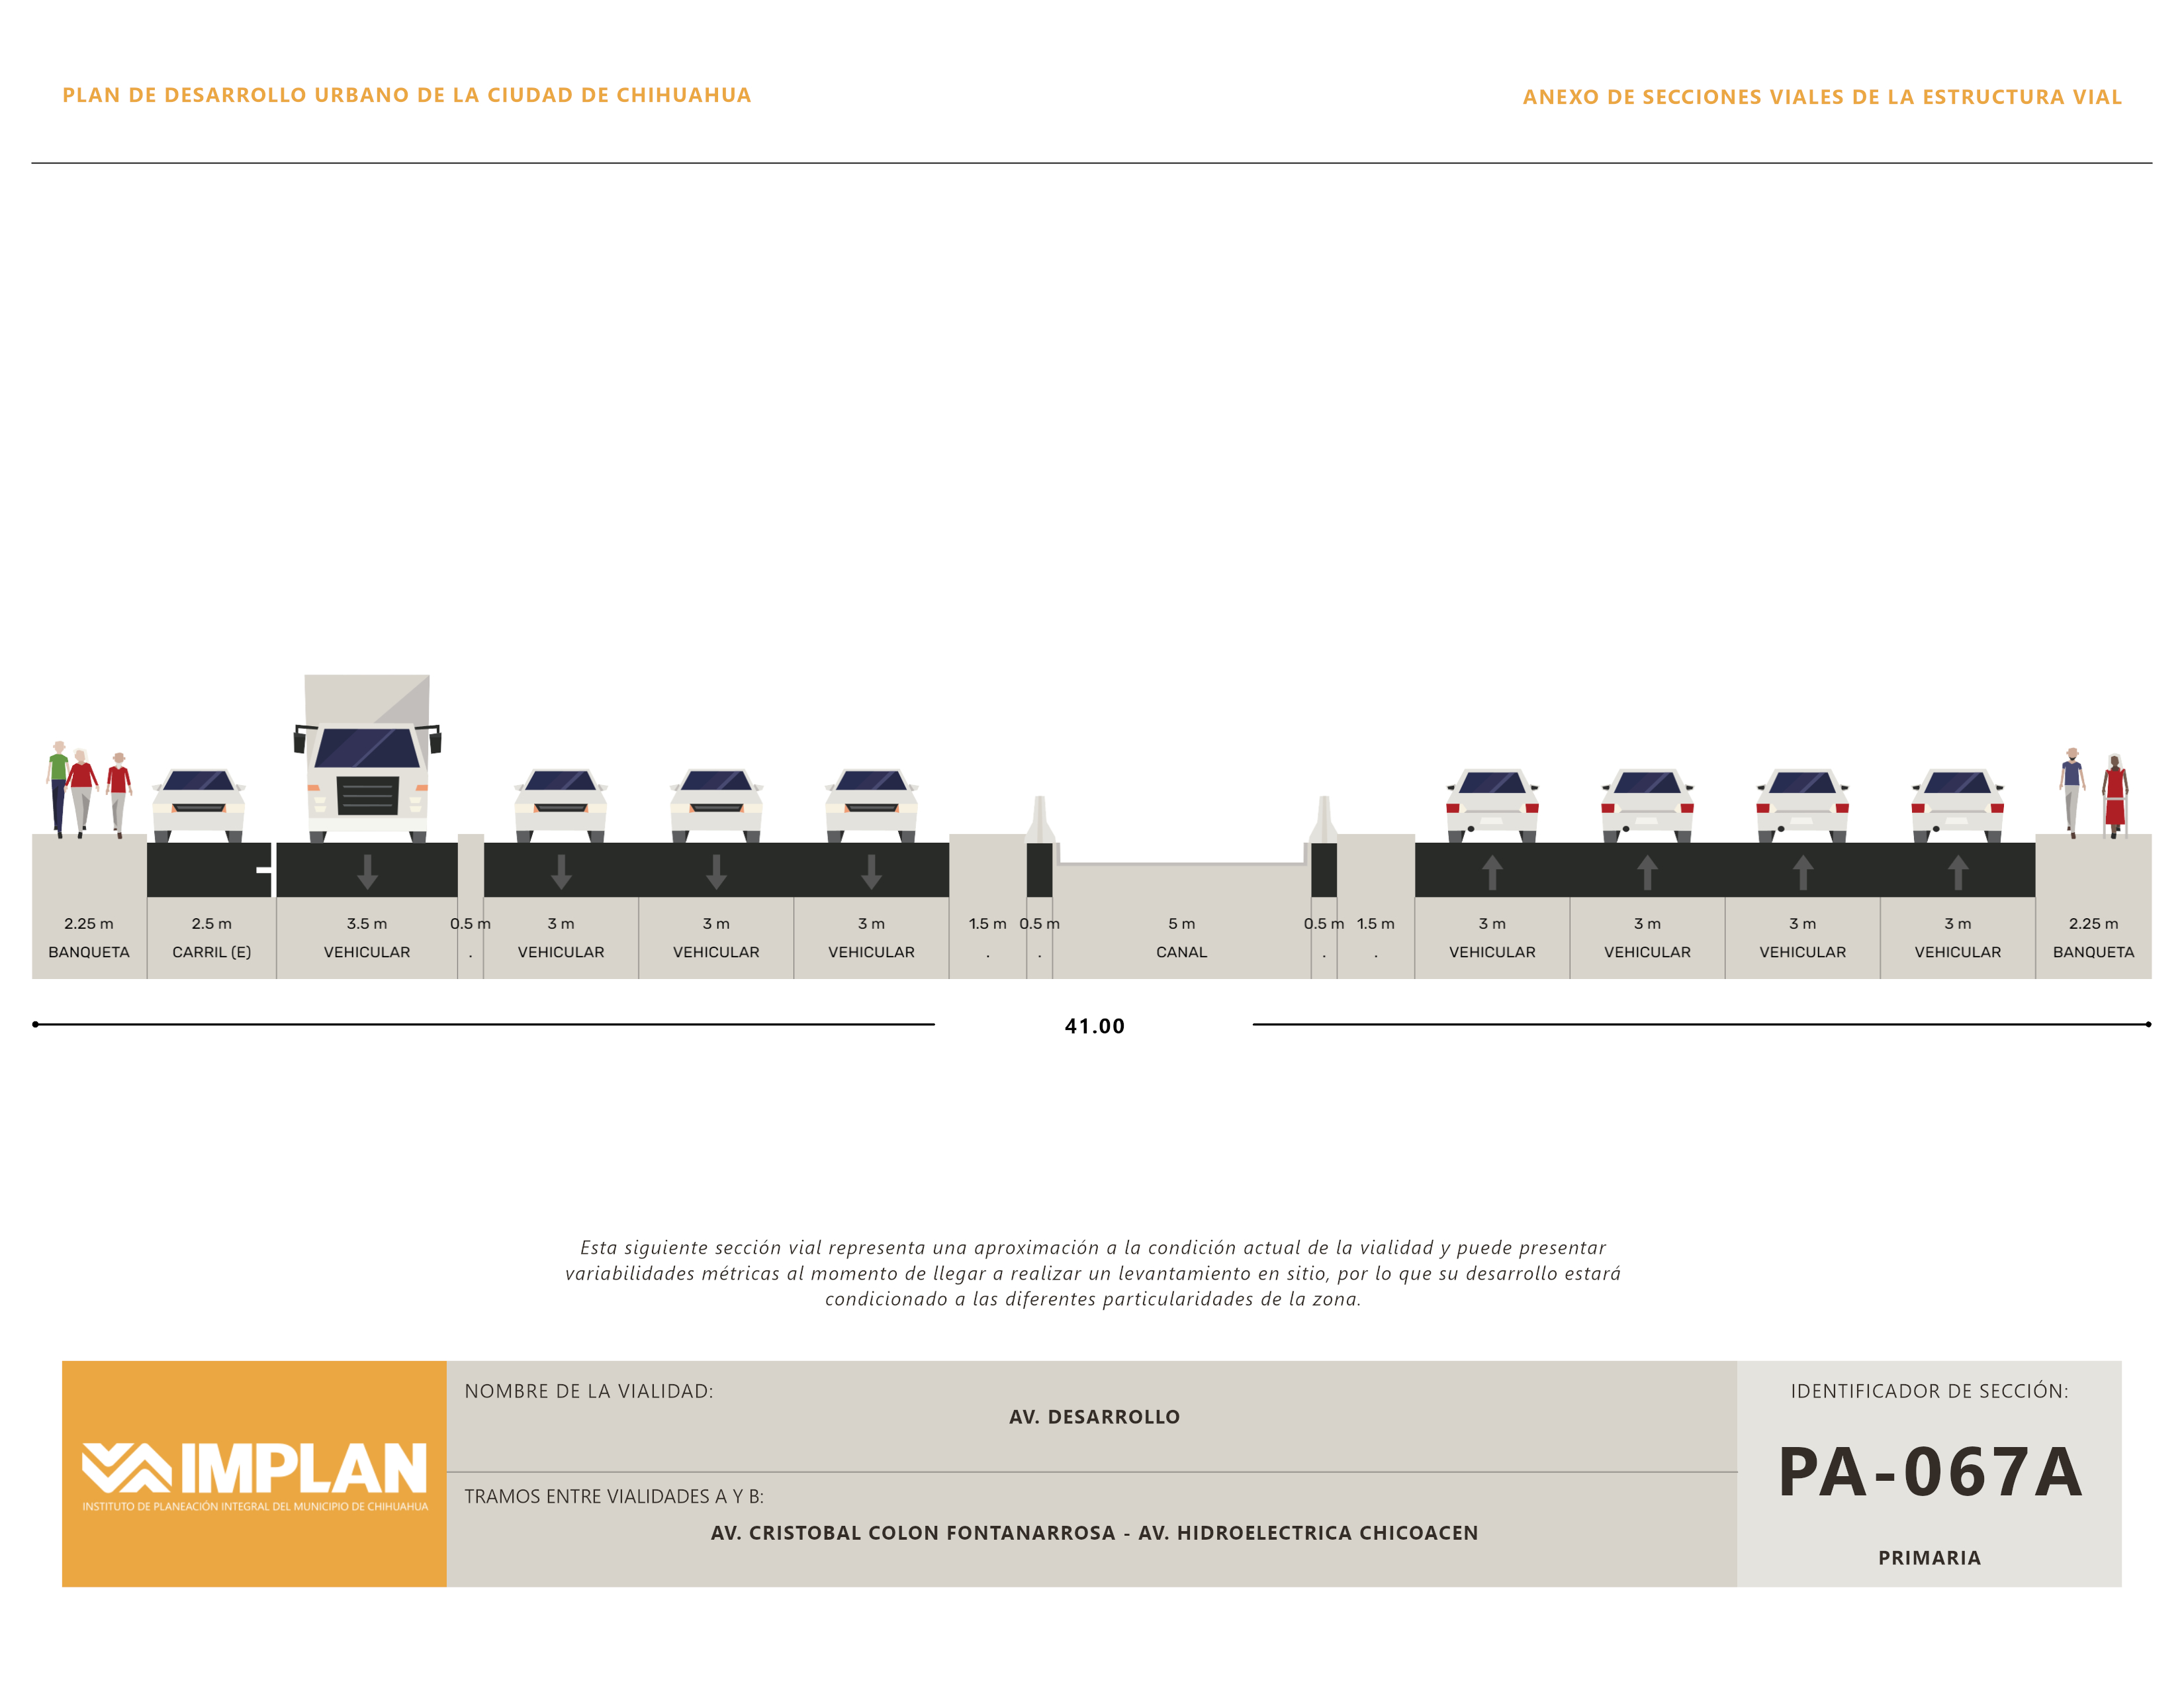 PLAN DE DESARROLLO URBANO DE LA CIUDAD DE CHIHUAHUA
ANEXO DE SECCIONES VIALES DE LA ESTRUCTURA VIAL
2.25 m 2.5 m 3.5 m 0.5 m 3 m 3 m 3 m 1.5 m 0.5 m 5 m 0.5 m 1.5 m 3 m 3 m 3 m 3 m 2.25 m
BANQUETA CARRIL (E) VEHICULAR . VEHICULAR VEHICULAR VEHICULAR . . CANAL . . VEHICULAR VEHICULAR VEHICULAR VEHICULAR BANQUETA
41.00
Esta siguiente sección vial representa una aproximación a la condición actual de la vialidad y puede presentar
variabilidades métricas al momento de llegar a realizar un levantamiento en sitio, por lo que su desarrollo estará
condicionado a las diferentes particularidades de la zona.
IMPLAN
INSTITUTO DE PLANEACIÓN INTEGRAL DEL MUNICIPIO DE CHIHUAHUA
NOMBRE DE LA VIALIDAD:
AV. DESARROLLO
TRAMOS ENTRE VIALIDADES A Y B:
AV. CRISTOBAL COLON FONTANARROSA - AV. HIDROELECTRICA CHICOACEN
IDENTIFICADOR DE SECCIÓN:
PA-067A
PRIMARIA